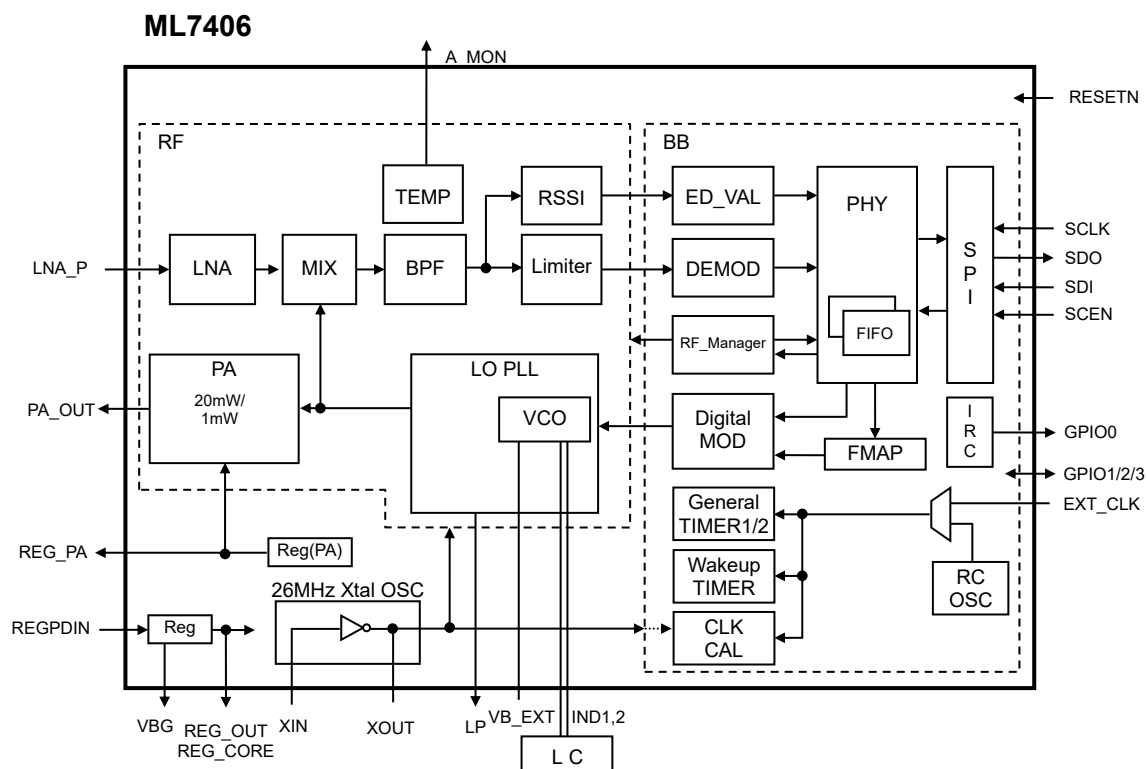 ML7406
A_MON
RESETN
RF
BB
TEMP
RSSI
ED_VAL
PHY
SPI
SCLK
SDO
SDI
SCEN
LNA_P
LNA
MIX
BPF
Limiter
DEMOD
RF_Manager
FIFO
PA
20mW/
1mW
PA_OUT
LO PLL
VCO
Digital
MOD
FMAP
IRC
GPIO0
GPIO1/2/3
EXT_CLK
General
TIMER1/2
REG_PA
Reg(PA)
Wakeup
TIMER
RC
OSC
26MHz Xtal OSC
REGPDIN
Reg
CLK
CAL
VBG
REG_OUT
REG_CORE
XIN
XOUT
LP
VB_EXT
IND1,2
L C